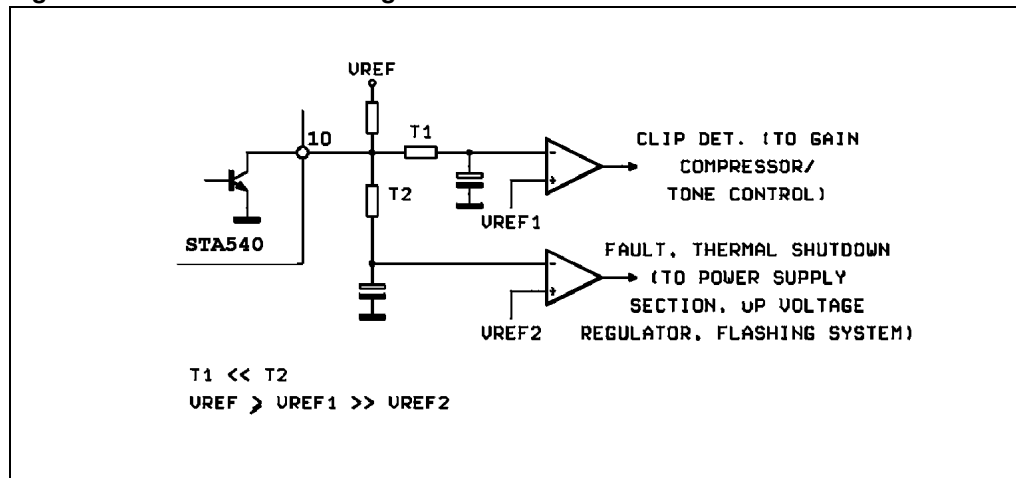 VREF
10
T1
T2
STA540
VREF1
VREF2
CLIP DET. (TO GAIN
COMPRESSOR/
TONE CONTROL)
FAULT, THERMAL SHUTDOWN
(TO POWER SUPPLY
SECTION, uP VOLTAGE
REGULATOR, FLASHING SYSTEM)
T1 << T2
VREF > VREF1 >> VREF2